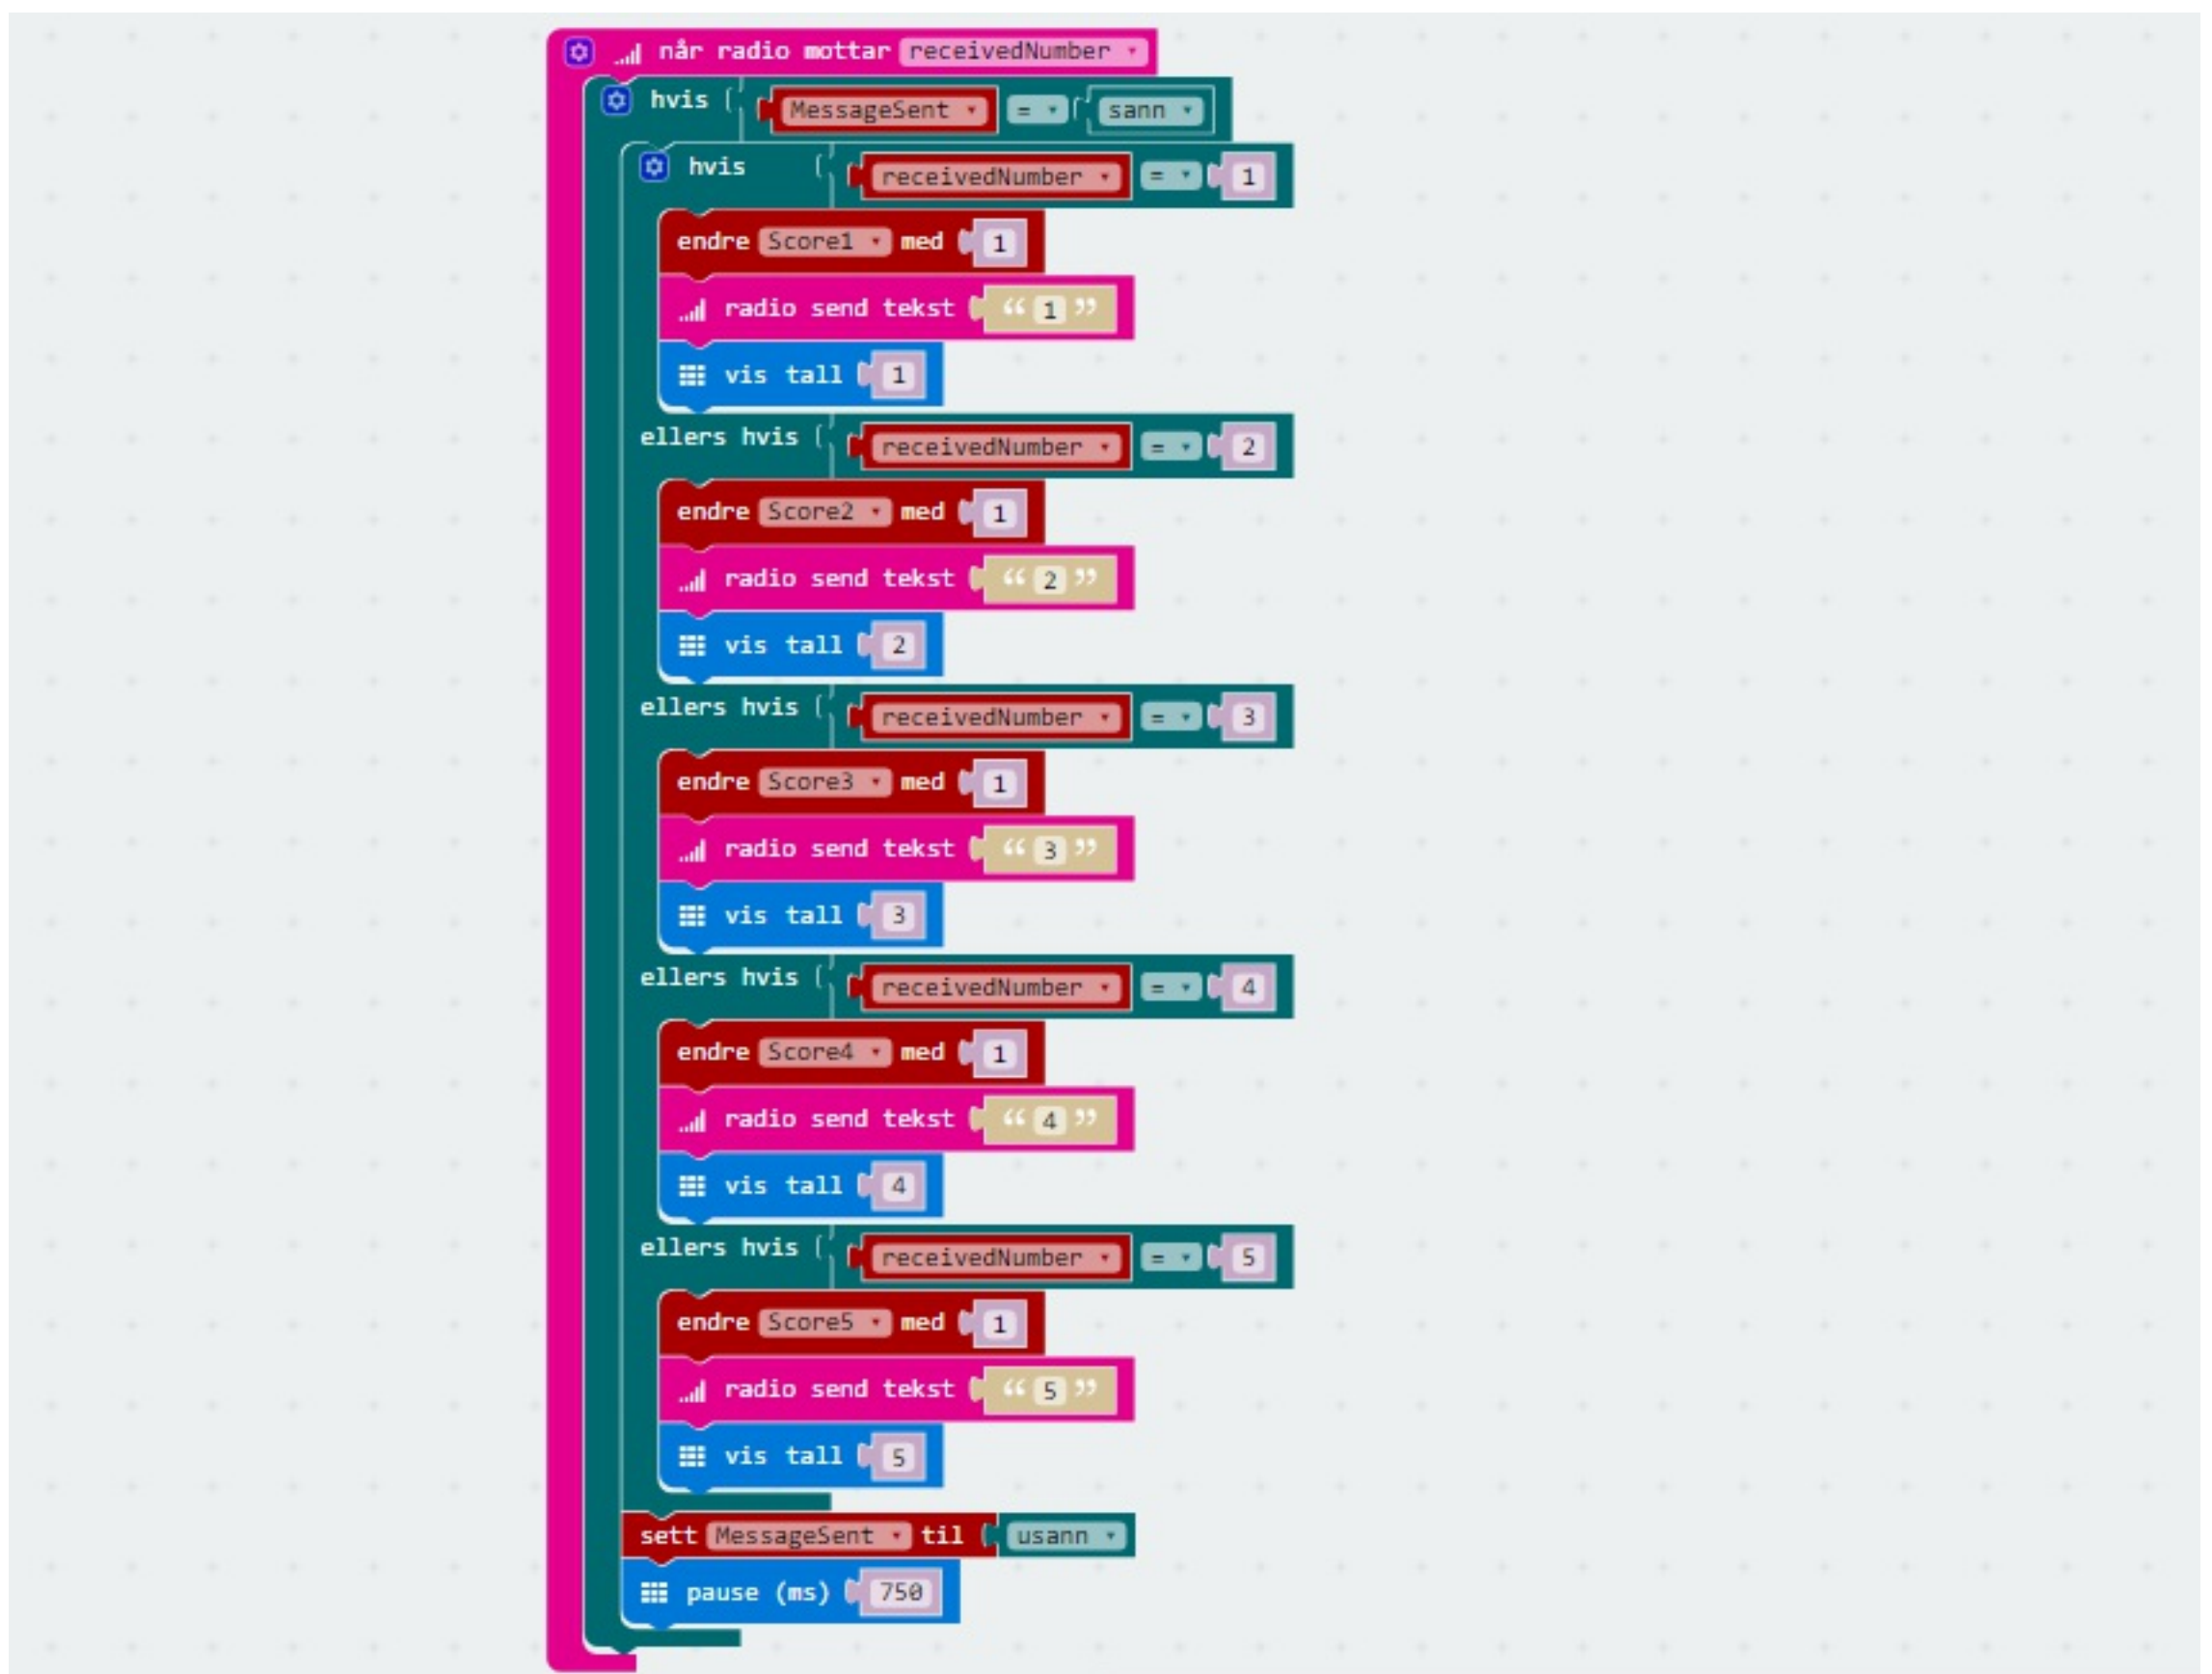 når radio mottar receivedNumber
hvis MessageSent = sann
hvis receivedNumber = 1
endre Score1 med 1
radio send tekst “ 1 ”
vis tall 1
ellers hvis receivedNumber = 2
endre Score2 med 1
radio send tekst “ 2 ”
vis tall 2
ellers hvis receivedNumber = 3
endre Score3 med 1
radio send tekst “ 3 ”
vis tall 3
ellers hvis receivedNumber = 4
endre Score4 med 1
radio send tekst “ 4 ”
vis tall 4
ellers hvis receivedNumber = 5
endre Score5 med 1
radio send tekst “ 5 ”
vis tall 5
sett MessageSent til usann
pause (ms) 750